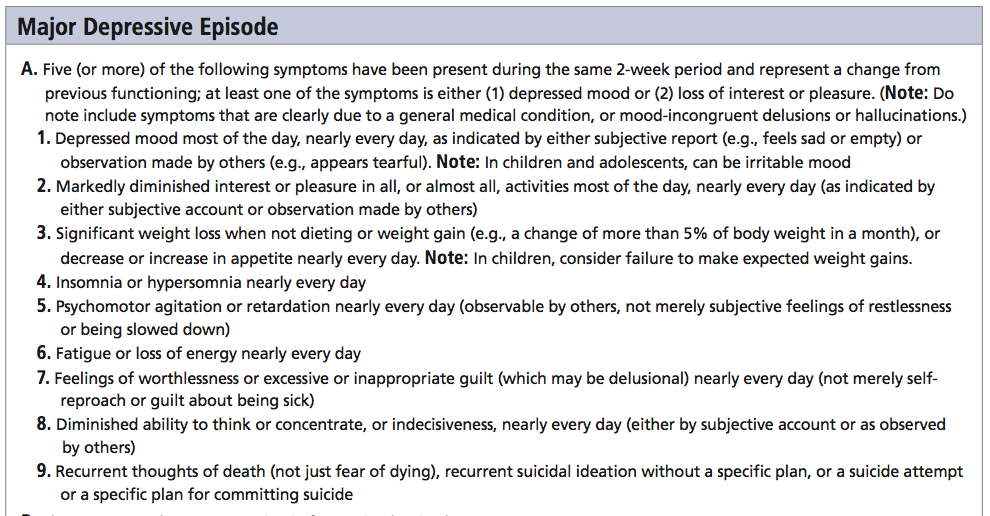 Major Depressive Episode
A. Five (or more) of the following symptoms have been present during the same 2-week period and represent a change from
previous functioning; at least one of the symptoms is either (1) depressed mood or (2) loss of interest or pleasure. (Note: Do
note include symptoms that are clearly due to a general medical condition, or mood-incongruent delusions or hallucinations.)
1. Depressed mood most of the day, nearly every day, as indicated by either subjective report (e.g., feels sad or empty) or
observation made by others (e.g., appears tearful). Note: In children and adolescents, can be irritable mood
2. Markedly diminished interest or pleasure in all, or almost all, activities most of the day, nearly every day (as indicated by
either subjective account or observation made by others)
3. Significant weight loss when not dieting or weight gain (e.g., a change of more than 5% of body weight in a month), or
decrease or increase in appetite nearly every day. Note: In children, consider failure to make expected weight gains.
4. Insomnia or hypersomnia nearly every day
5. Psychomotor agitation or retardation nearly every day (observable by others, not merely subjective feelings of restlessness
or being slowed down)
6. Fatigue or loss of energy nearly every day
7. Feelings of worthlessness or excessive or inappropriate guilt (which may be delusional) nearly every day (not merely self-
reproach or guilt about being sick)
8. Diminished ability to think or concentrate, or indecisiveness, nearly every day (either by subjective account or as observed
by others)
9. Recurrent thoughts of death (not just fear of dying), recurrent suicidal ideation without a specific plan, or a suicide attempt
or a specific plan for committing suicide